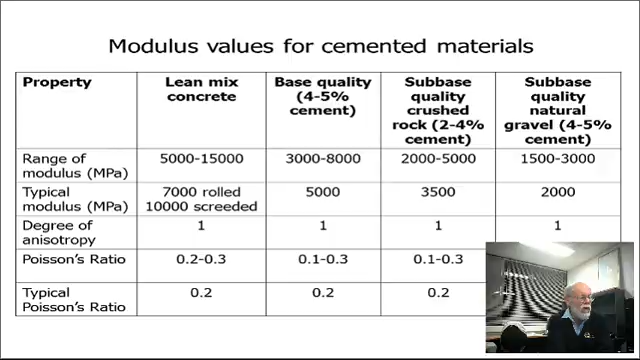 Modulus values for cemented materials
Property
Lean mix
concrete
Base quality
(4-5%
cement)
Subbase
quality
crushed
rock (2-4%
cement)
Subbase
quality
natural
gravel (4-5%
cement)
Range of
modulus (MPa)
5000-15000
3000-8000
2000-5000
1500-3000
Typical
modulus (MPa)
7000 rolled
10000 screeded
5000
3500
2000
Degree of
anisotropy
1
1
1
1
Poisson's Ratio
0.2-0.3
0.1-0.3
0.1-0.3
Typical
Poisson's Ratio
0.2
0.2
0.2